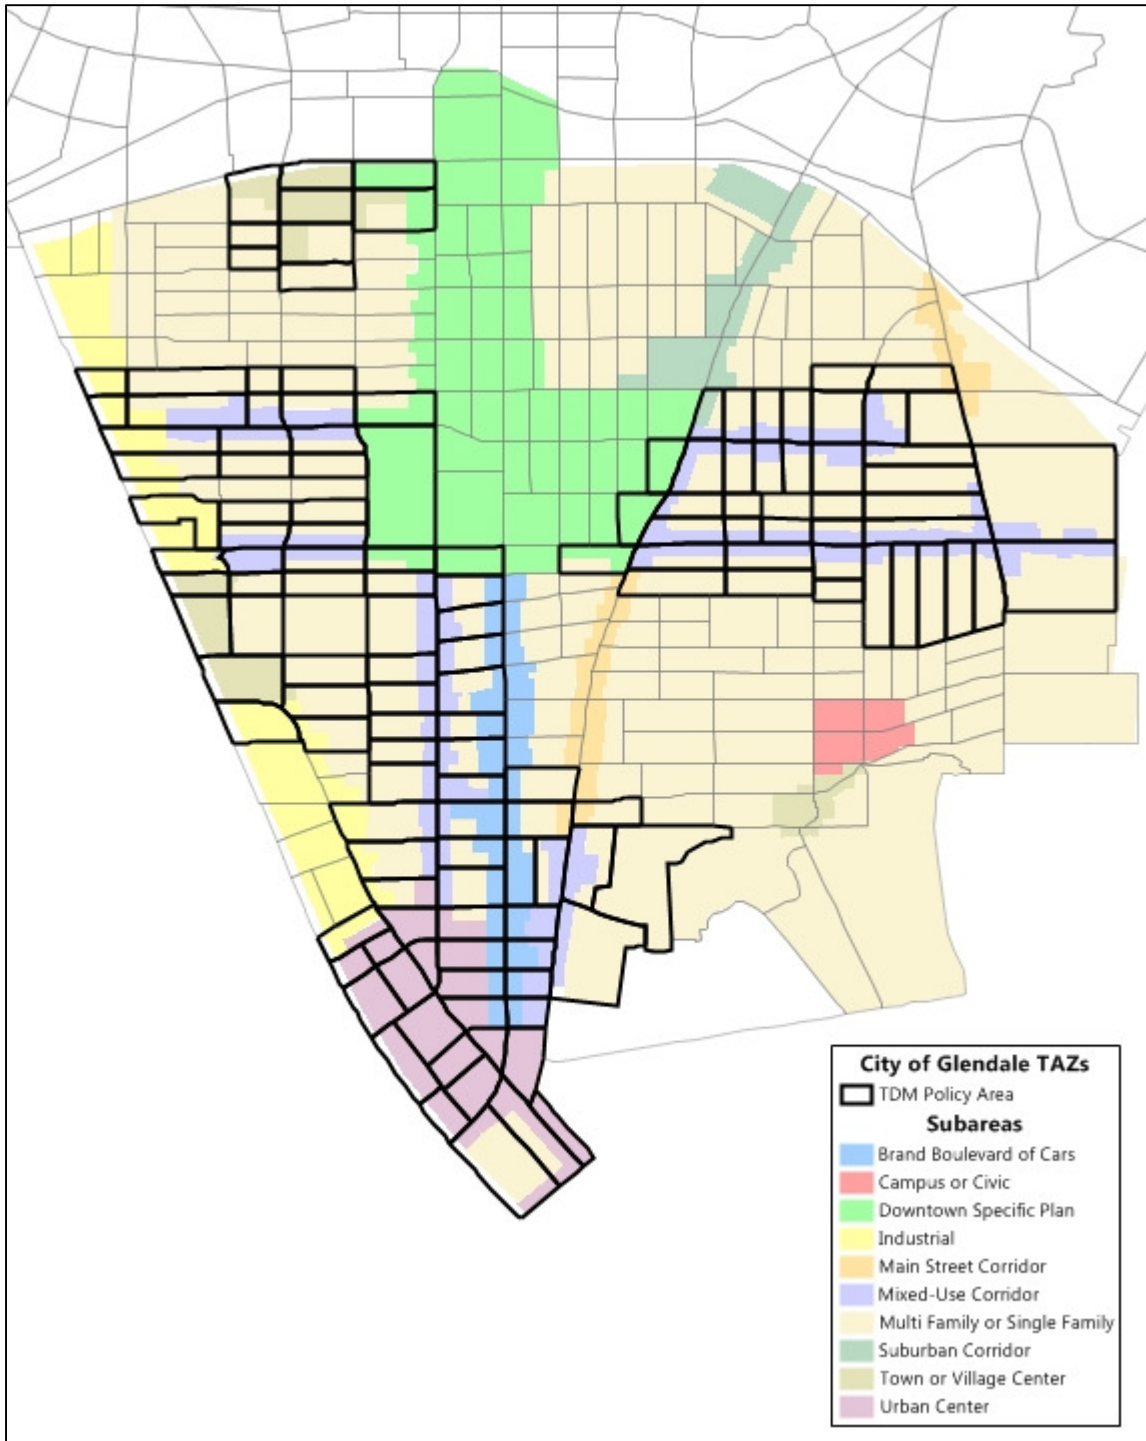 City of Glendale TAZs
TDM Policy Area
Subareas
Brand Boulevard of Cars
Campus or Civic
Downtown Specific Plan
Industrial
Main Street Corridor
Mixed-Use Corridor
Multi Family or Single Family
Suburban Corridor
Town or Village Center
Urban Center